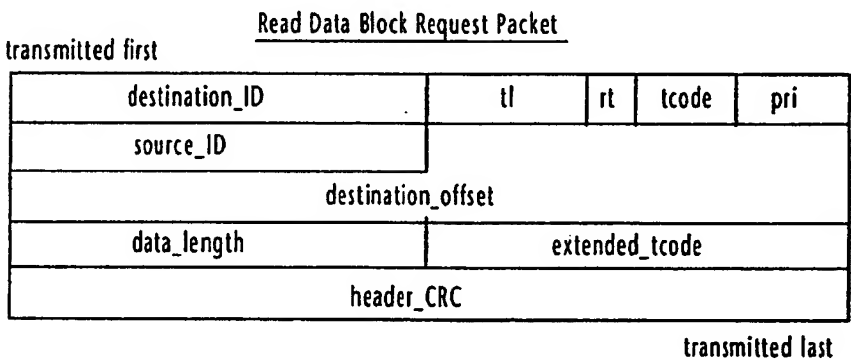 Read Data Block Request Packet
transmitted first
destination_ID tl rt tcode pri
source_ID
destination_offset
data_length extended_tcode
header_CRC
transmitted last